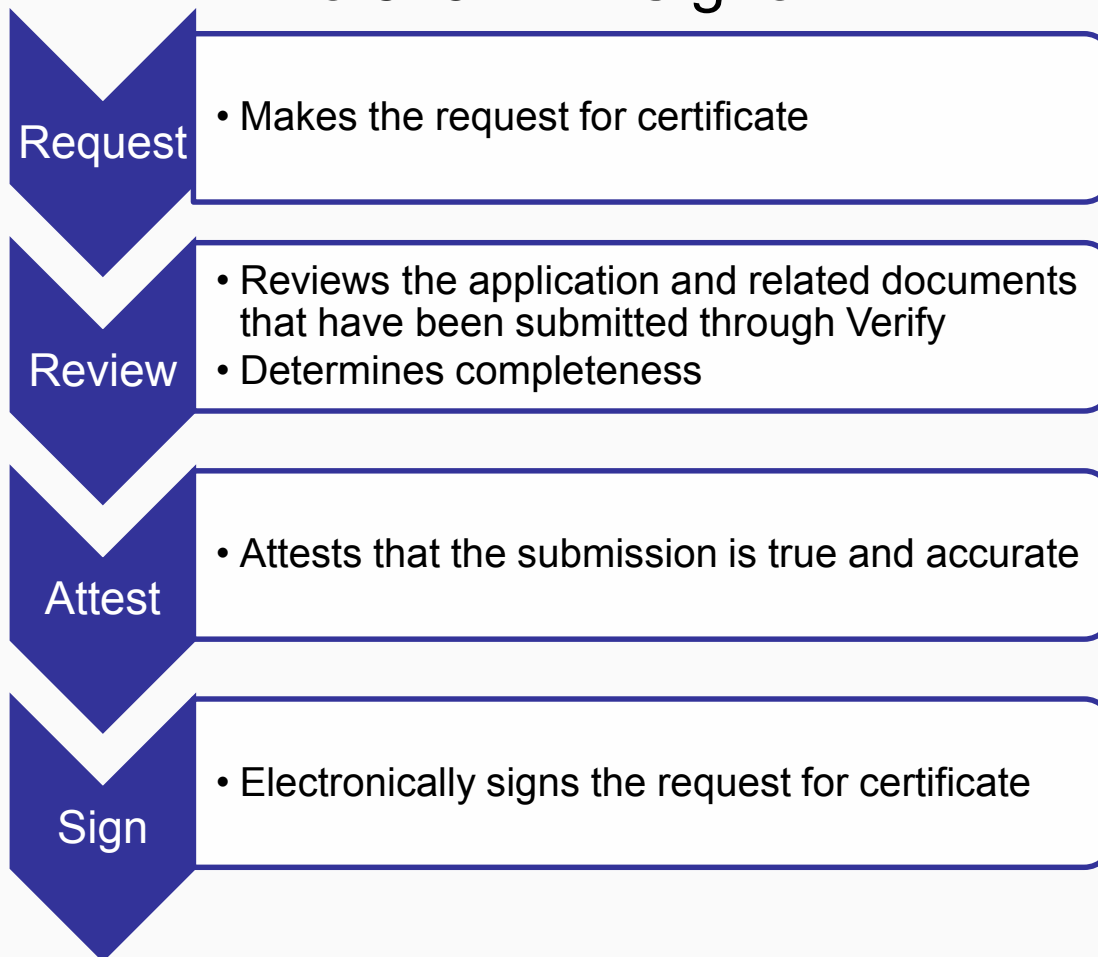 Request
• Makes the request for certificate
Review
• Reviews the application and related documents
that have been submitted through Verify
• Determines completeness
Attest
• Attests that the submission is true and accurate
Sign
• Electronically signs the request for certificate